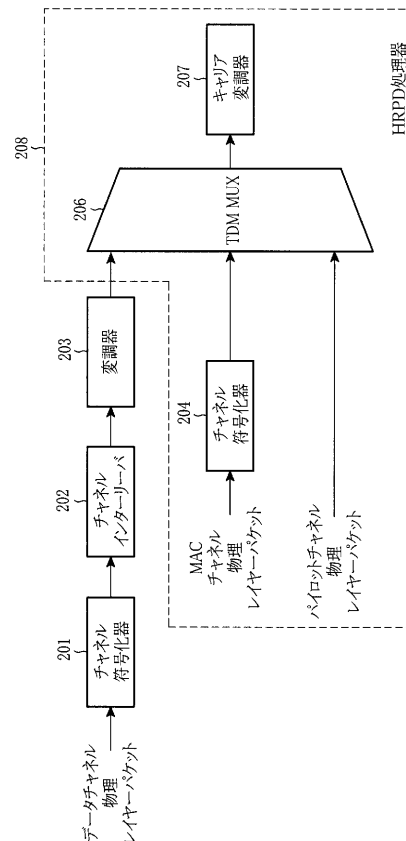 データチャネル
物理
レイヤーパケット
201
チャネル
符号化器
202
チャネル
インターリーバ
203
変調器
MAC
チャネル
物理
レイヤーパケット
204
チャネル
符号化器
パイロットチャネル
物理
レイヤーパケット
206
TDM MUX
207
キャリア
変調器
208
HRPD処理器